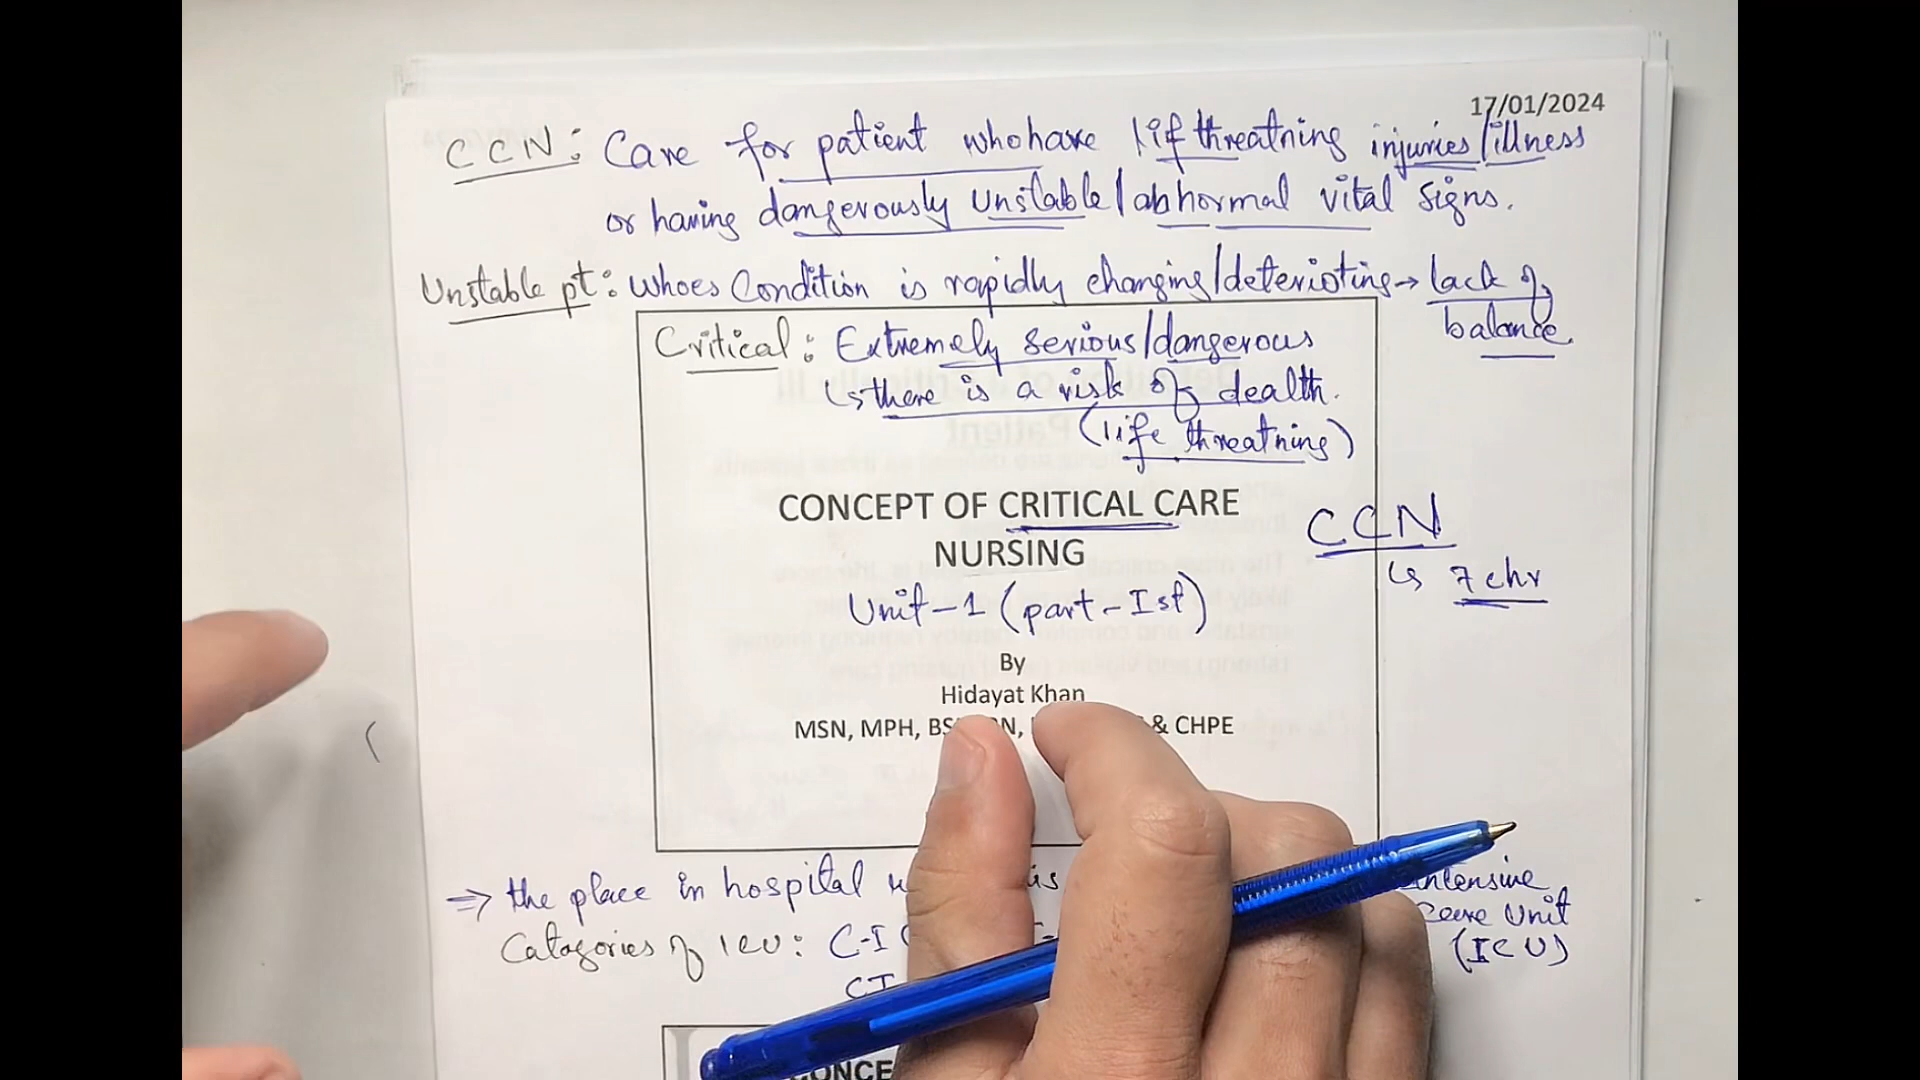 17/01/2024
CCN: Care for patient who have lif threatning injuries/illness
or having dangerously unstable/abnormal vital signs.
Unstable pt: whoes Condition is rapidly changing/deterioting → lack of
balance.
Critical: Extremely serious/dangerous
↳ there is a risk of dealth.
(life threatning)
CONCEPT OF CRITICAL CARE
NURSING
Unit-1 (part-Ist)
CCN
↳ 7 chr
By
Hidayat Khan
MSN, MPH, & CHPE
⇒ the place in hospital is intensive
Care Unit
(ICU)
Catagories of ICU: C-I
CT